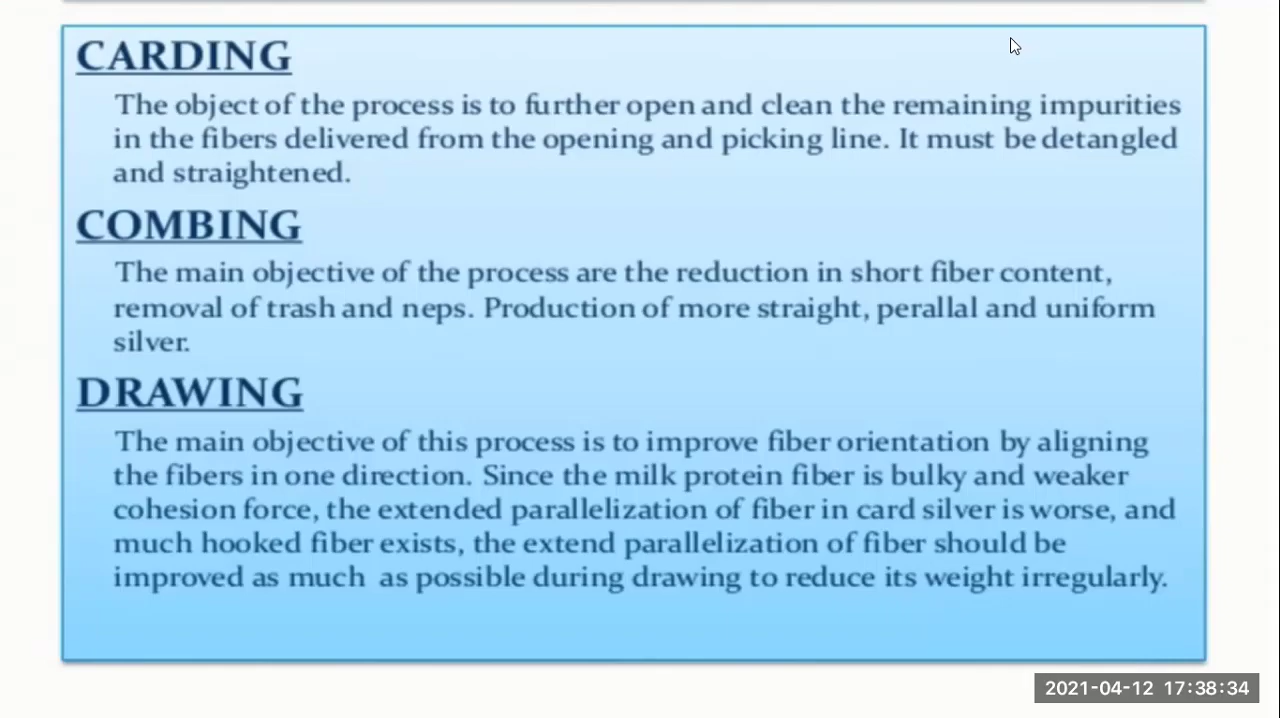 CARDING
The object of the process is to further open and clean the remaining impurities
in the fibers delivered from the opening and picking line. It must be detangled
and straightened.
COMBING
The main objective of the process are the reduction in short fiber content,
removal of trash and neps. Production of more straight, perallal and uniform
silver.
DRAWING
The main objective of this process is to improve fiber orientation by aligning
the fibers in one direction. Since the milk protein fiber is bulky and weaker
cohesion force, the extended parallelization of fiber in card silver is worse, and
much hooked fiber exists, the extend parallelization of fiber should be
improved as much as possible during drawing to reduce its weight irregularly.
2021-04-12 17:38:34